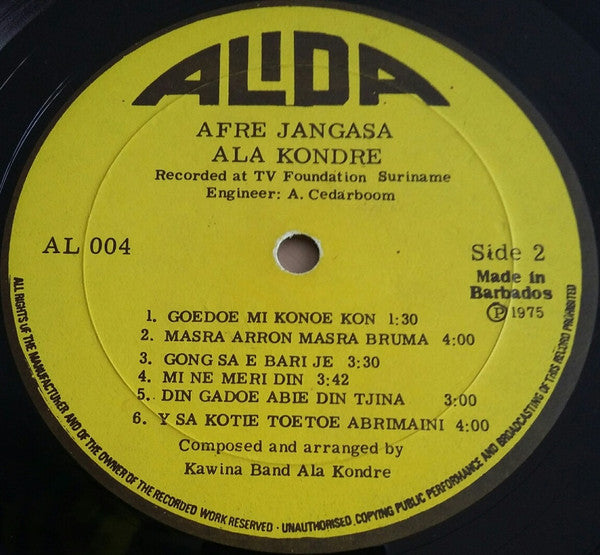 ALIDA
AFRE JANGASA
ALA KONDRE
Recorded at TV Foundation Suriname
Engineer: A. Cedarboom
AL 004
Side 2
Made in
Barbados
Ⓟ 1975
1. GOEDOE MI KONOE KON 1:30
2. MASRA ARRON MASRA BRUMA 4:00
3. GONG SA E BARI JE 3:30
4. MI NE MERI DIN 3:42
5. DIN GADOE ABIE DIN TJINA 3:00
6. Y SA KOTIE TOETOE ABRIMAINI 4:00
Composed and arranged by
Kawina Band Ala Kondre
ALL RIGHTS OF THE MANUFACTURER AND OF THE OWNER OF THE RECORDED WORK RESERVED · UNAUTHORISED COPYING PUBLIC PERFORMANCE AND BROADCASTING OF THIS RECORD PROHIBITED